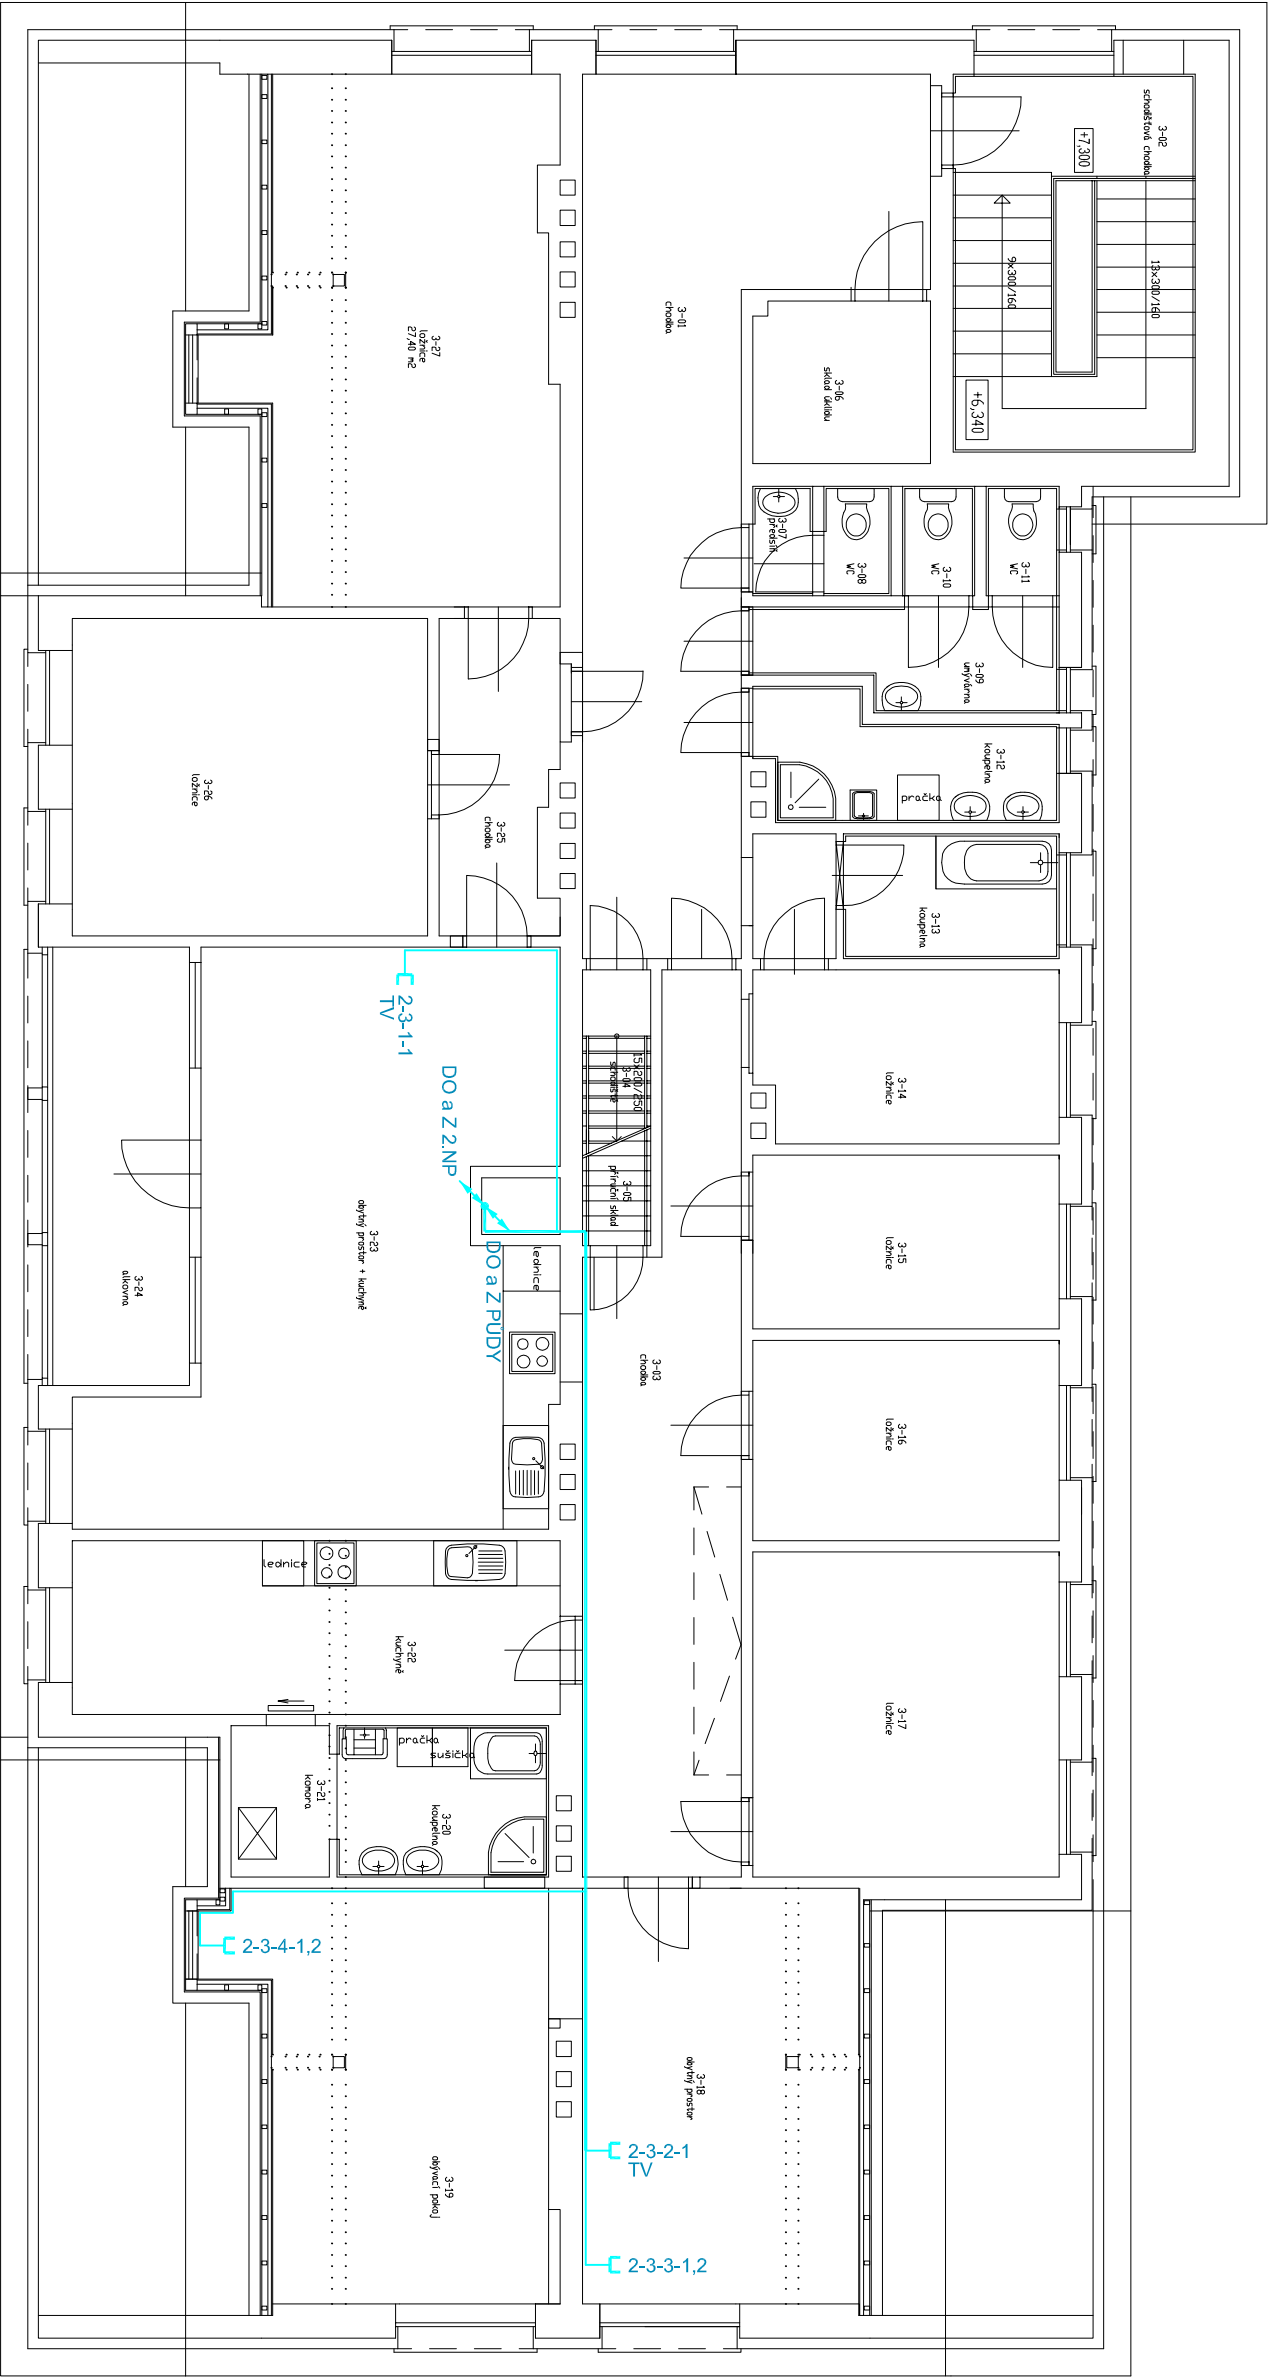 3-02
schodišťová chodba
+7,300
13x300/160
9x300/160
+6,340
3-01
chodba
3-06
sklad úklidu
3-27
ložnice
27,40 m2
3-07
předsíň
3-08
WC
3-10
WC
3-11
WC
3-09
umývárna
3-12
koupelna
pračka
3-13
koupelna
3-26
ložnice
3-25
chodba
2-3-1-1
TV
DO a Z 2.NP
DO a Z PŮDY
15x200/250
3-04
schodiště
3-05
příruční sklad
3-14
ložnice
3-15
ložnice
3-16
ložnice
3-17
ložnice
3-03
chodba
3-23
obytný prostor + kuchyně
3-24
alkovna
lednice
lednice
3-22
kuchyně
pračka
sušička
3-21
komora
3-20
koupelna
2-3-4-1,2
3-18
obytný prostor
3-19
obývací pokoj
2-3-2-1
TV
2-3-3-1,2